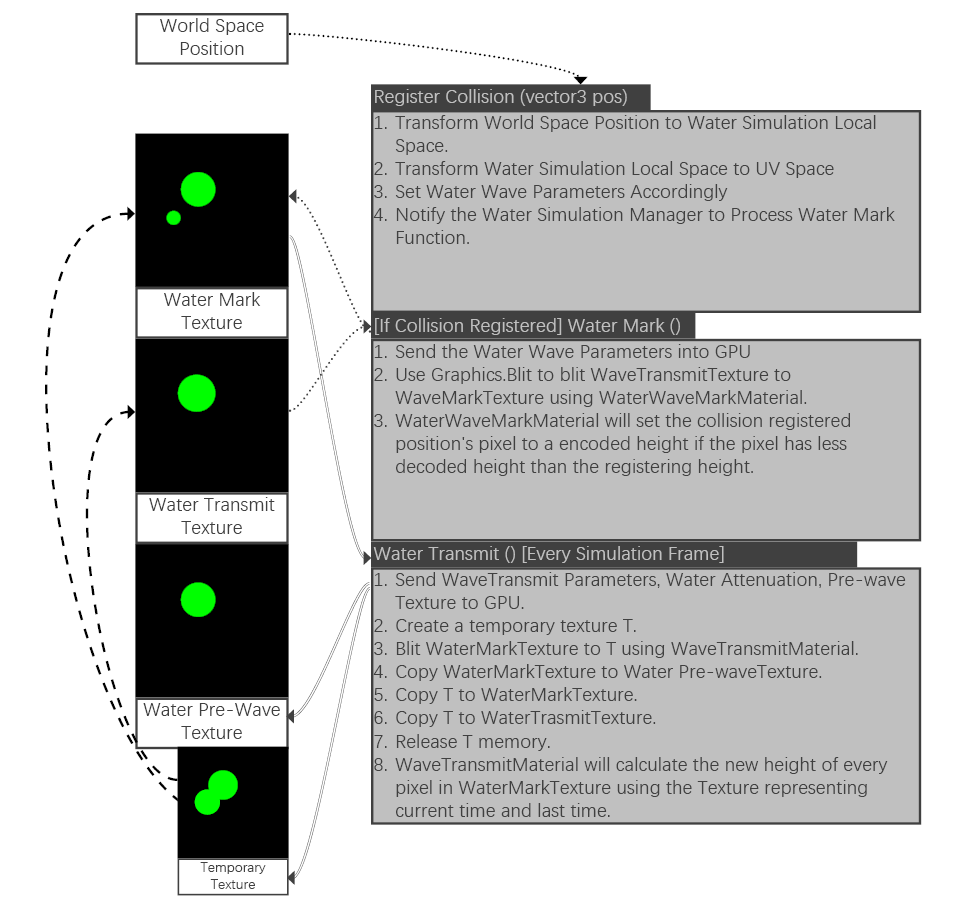 World Space
Position
Register Collision (vector3 pos)
1. Transform World Space Position to Water Simulation Local
Space.
2. Transform Water Simulation Local Space to UV Space
3. Set Water Wave Parameters Accordingly
4. Notify the Water Simulation Manager to Process Water Mark
Function.
Water Mark
Texture
[If Collision Registered] Water Mark ()
1. Send the Water Wave Parameters into GPU
2. Use Graphics.Blit to blit WaveTransmitTexture to
WaveMarkTexture using WaterWaveMarkMaterial.
3. WaterWaveMarkMaterial will set the collision registered
position's pixel to a encoded height if the pixel has less
decoded height than the registering height.
Water Transmit
Texture
Water Transmit () [Every Simulation Frame]
1. Send WaveTransmit Parameters, Water Attenuation, Pre-wave
Texture to GPU.
2. Create a temporary texture T.
3. Blit WaterMarkTexture to T using WaveTransmitMaterial.
4. Copy WaterMarkTexture to Water Pre-waveTexture.
5. Copy T to WaterMarkTexture.
6. Copy T to WaterTrasmitTexture.
7. Release T memory.
8. WaveTransmitMaterial will calculate the new height of every
pixel in WaterMarkTexture using the Texture representing
current time and last time.
Water Pre-Wave
Texture
Temporary
Texture